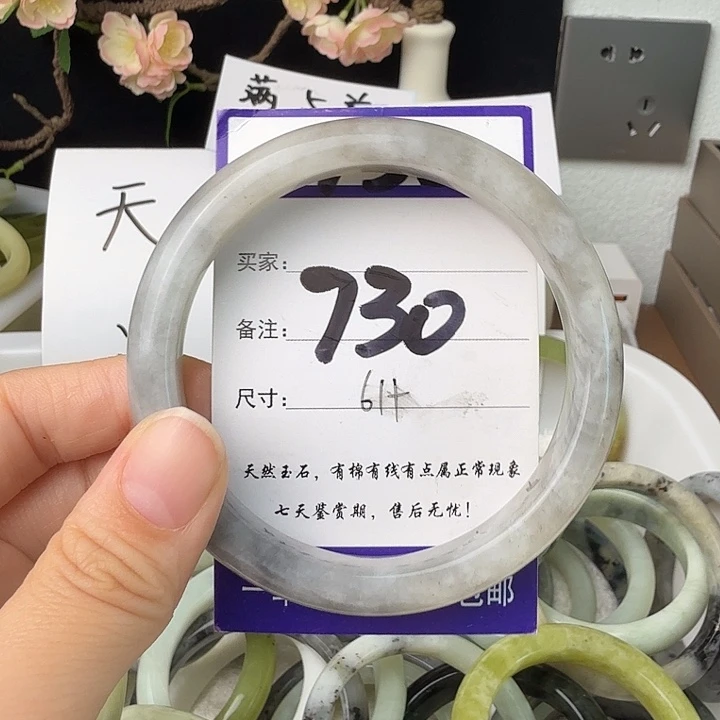 天
买家：
730
备注：
尺寸： 61+
天然玉石，有棉有线有点属正常现象
七天鉴赏期，售后无忧！